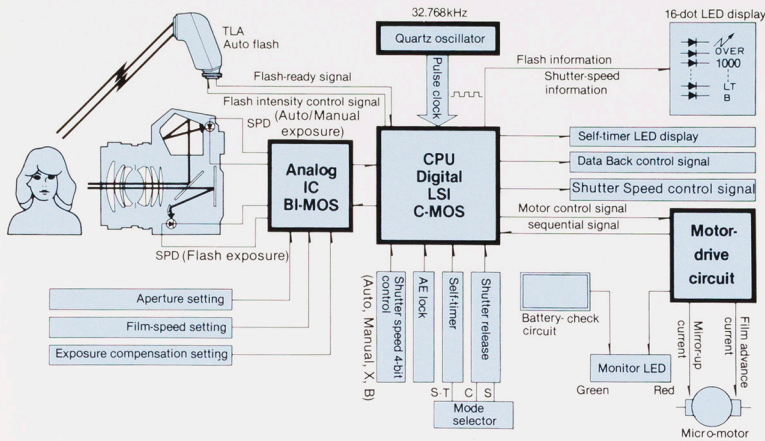 32.768kHz
Quartz oscillator
Pulse clock
16-dot LED display
OVER
1000
LT
B
TLA
Auto flash
Flash-ready signal
Flash intensity control signal
Flash information
Shutter-speed
information
SPD
(Auto/Manual
exposure)
Analog
IC
BI-MOS
CPU
Digital
LSI
C-MOS
Self-timer LED display
Data Back control signal
Shutter Speed control signal
Motor control signal
sequential signal
Motor-
drive
circuit
SPD (Flash exposure)
Aperture setting
Film-speed setting
Exposure compensation setting
Shutter speed 4-bit
control
(Auto, Manual, X, B)
AE lock
Self-timer
Shutter release
S-T C S
Mode
selector
Battery-check
circuit
Monitor LED
Green Red
Mirror-up
current
Film advance
current
Micro-motor